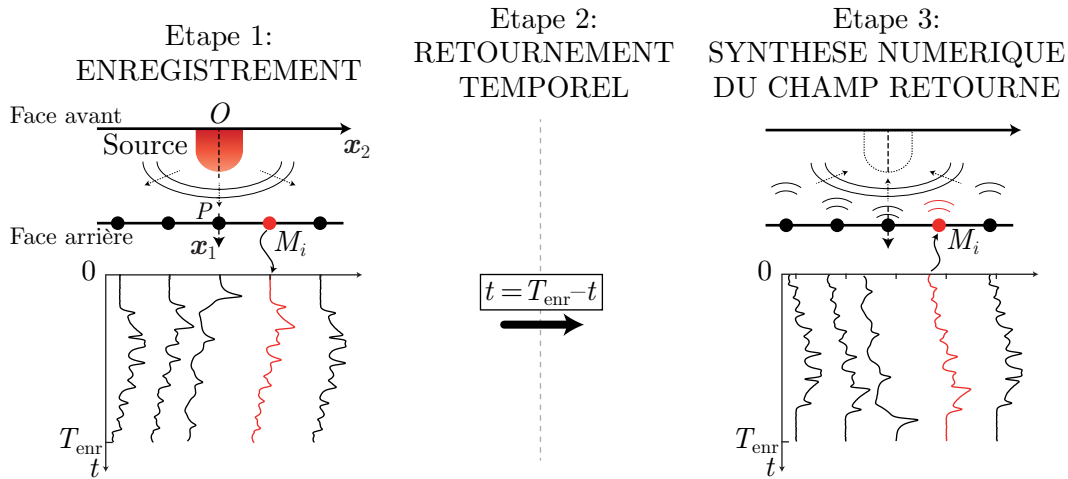 Etape 1:
ENREGISTREMENT
Face avant
O
Source
x₂
P
Face arrière
x₁
Mᵢ
0
Tenr
t
Etape 2:
RETOURNEMENT
TEMPOREL
t = Tenr–t
Etape 3:
SYNTHESE NUMERIQUE
DU CHAMP RETOURNE
Mᵢ
0
Tenr
t